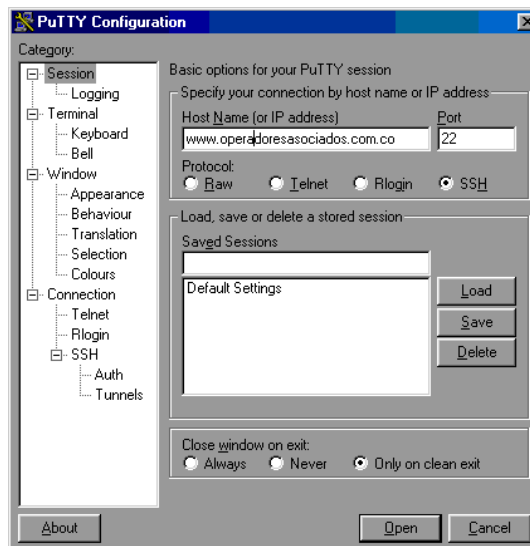 PuTTY Configuration
Category:
Session
Logging
Terminal
Keyboard
Bell
Window
Appearance
Behaviour
Translation
Selection
Colours
Connection
Telnet
Rlogin
SSH
Auth
Tunnels
Basic options for your PuTTY session
Specify your connection by host name or IP address
Host Name (or IP address) Port
www.operadoresasociados.com.co 22
Protocol:
Raw Telnet Rlogin SSH
Load, save or delete a stored session
Saved Sessions
Default Settings
Load
Save
Delete
Close window on exit:
Always Never Only on clean exit
About Open Cancel